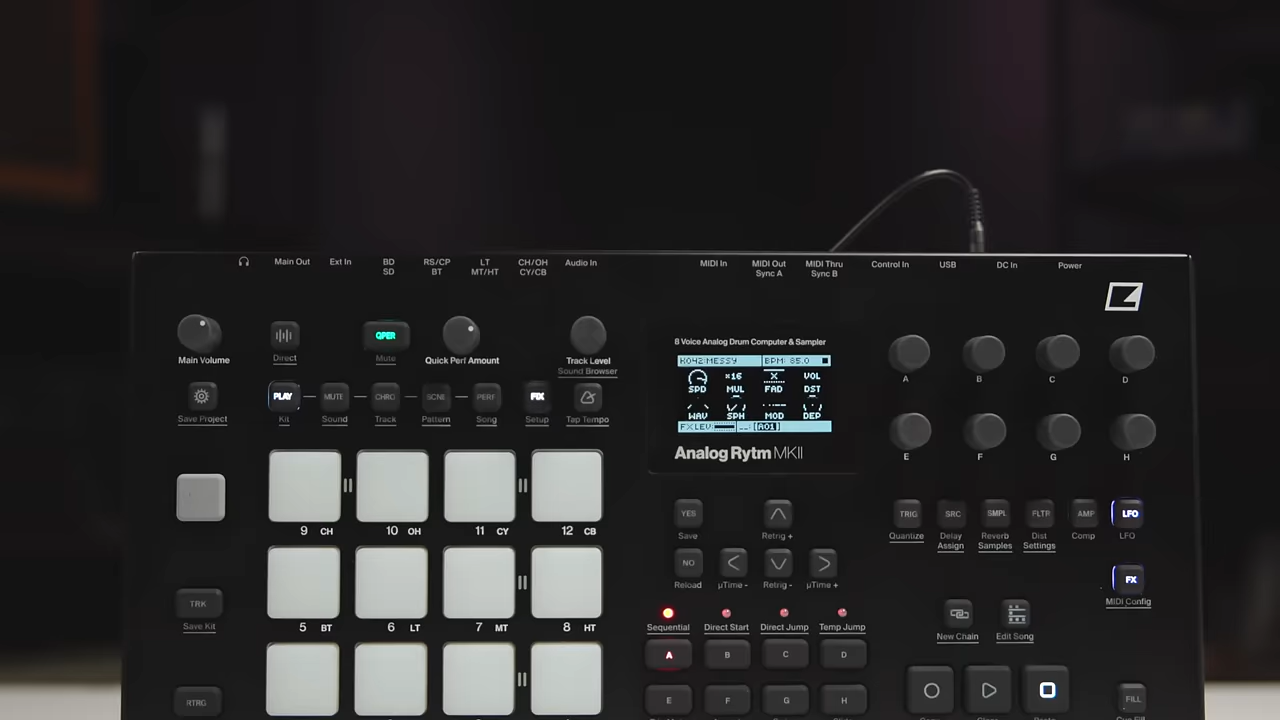 Main Out
Ext In
BD
SD
RS/CP
BT
LT
MT/HT
CH/OH
CY/CB
Audio In
MIDI In
MIDI Out
Sync A
MIDI Thru
Sync B
Control In
USB
DC In
Power
Main Volume
Direct
QPER
Mute
Quick Perf Amount
Track Level
Sound Browser
8 Voice Analog Drum Computer & Sampler
K042:MESSY
BPM: 85.0
SPD
×16
MUL
FAD
VOL
DST
WAV
SPH
MOD
DEP
FX LEV:
[A01]
Analog Rytm MKII
A
B
C
D
E
F
G
H
Save Project
PLAY
Kit
MUTE
Sound
CHRO
Track
SCNE
Pattern
PERF
Song
FIX
Setup
Tap Tempo
9 CH
10 OH
11 CY
12 CB
5 BT
6 LT
7 MT
8 HT
TRK
Save Kit
RTRG
YES
Save
Retrig +
NO
Reload
µTime -
Retrig -
µTime +
TRIG
Quantize
SRC
Delay
Assign
SMPL
Reverb
Samples
FLTR
Dist
Settings
AMP
Comp
LFO
LFO
FX
MIDI Config
Sequential
Direct Start
Direct Jump
Temp Jump
New Chain
Edit Song
A
B
C
D
E
F
G
H
FILL